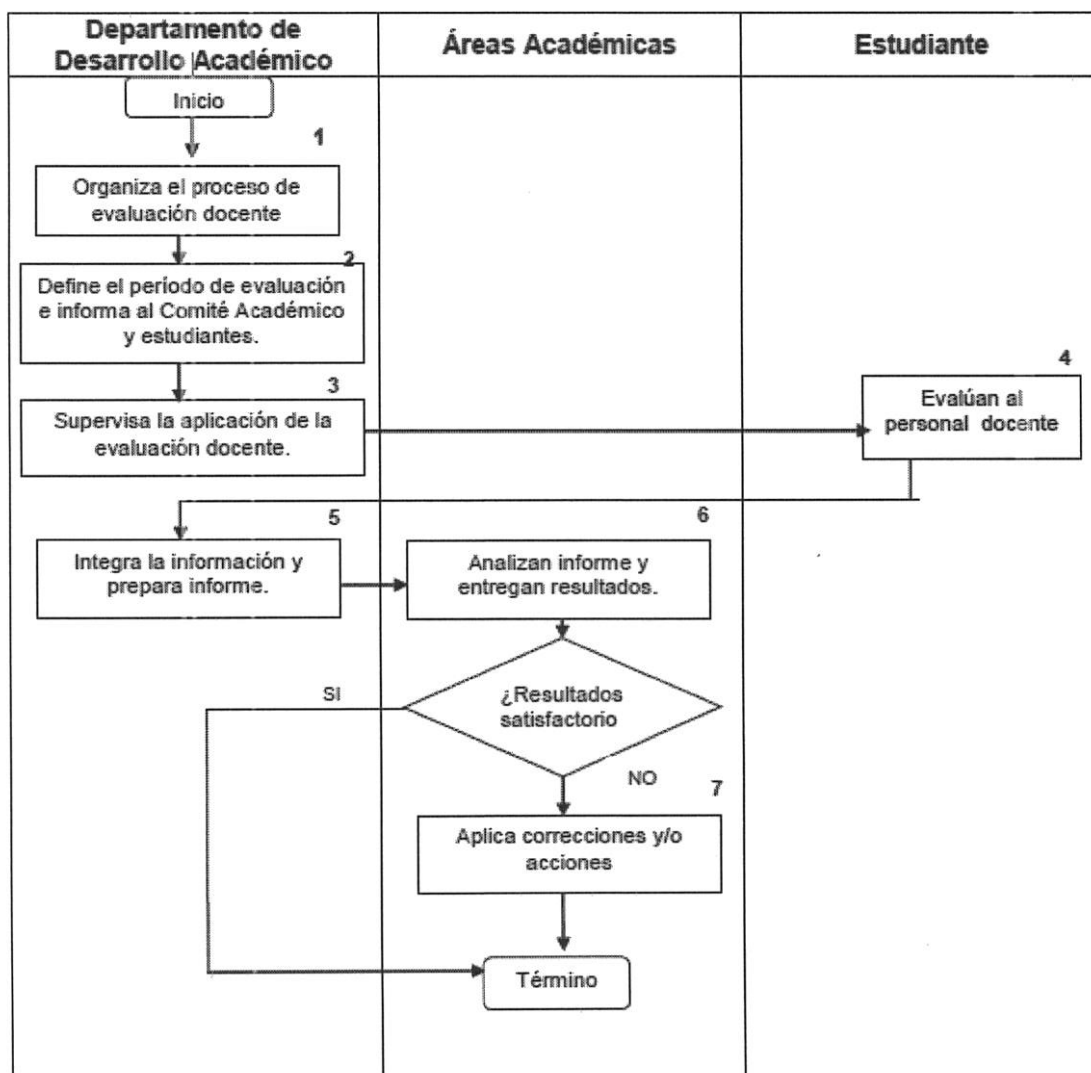 Departamento de
Desarrollo Académico
Áreas Académicas
Estudiante
Inicio
1
Organiza el proceso de
evaluación docente
2
Define el período de evaluación
e informa al Comité Académico
y estudiantes.
3
Supervisa la aplicación de la
evaluación docente.
4
Evalúan al
personal docente
5
Integra la información y
prepara informe.
6
Analizan informe y
entregan resultados.
¿Resultados
satisfactorio
SI
NO
7
Aplica correcciones y/o
acciones
Término